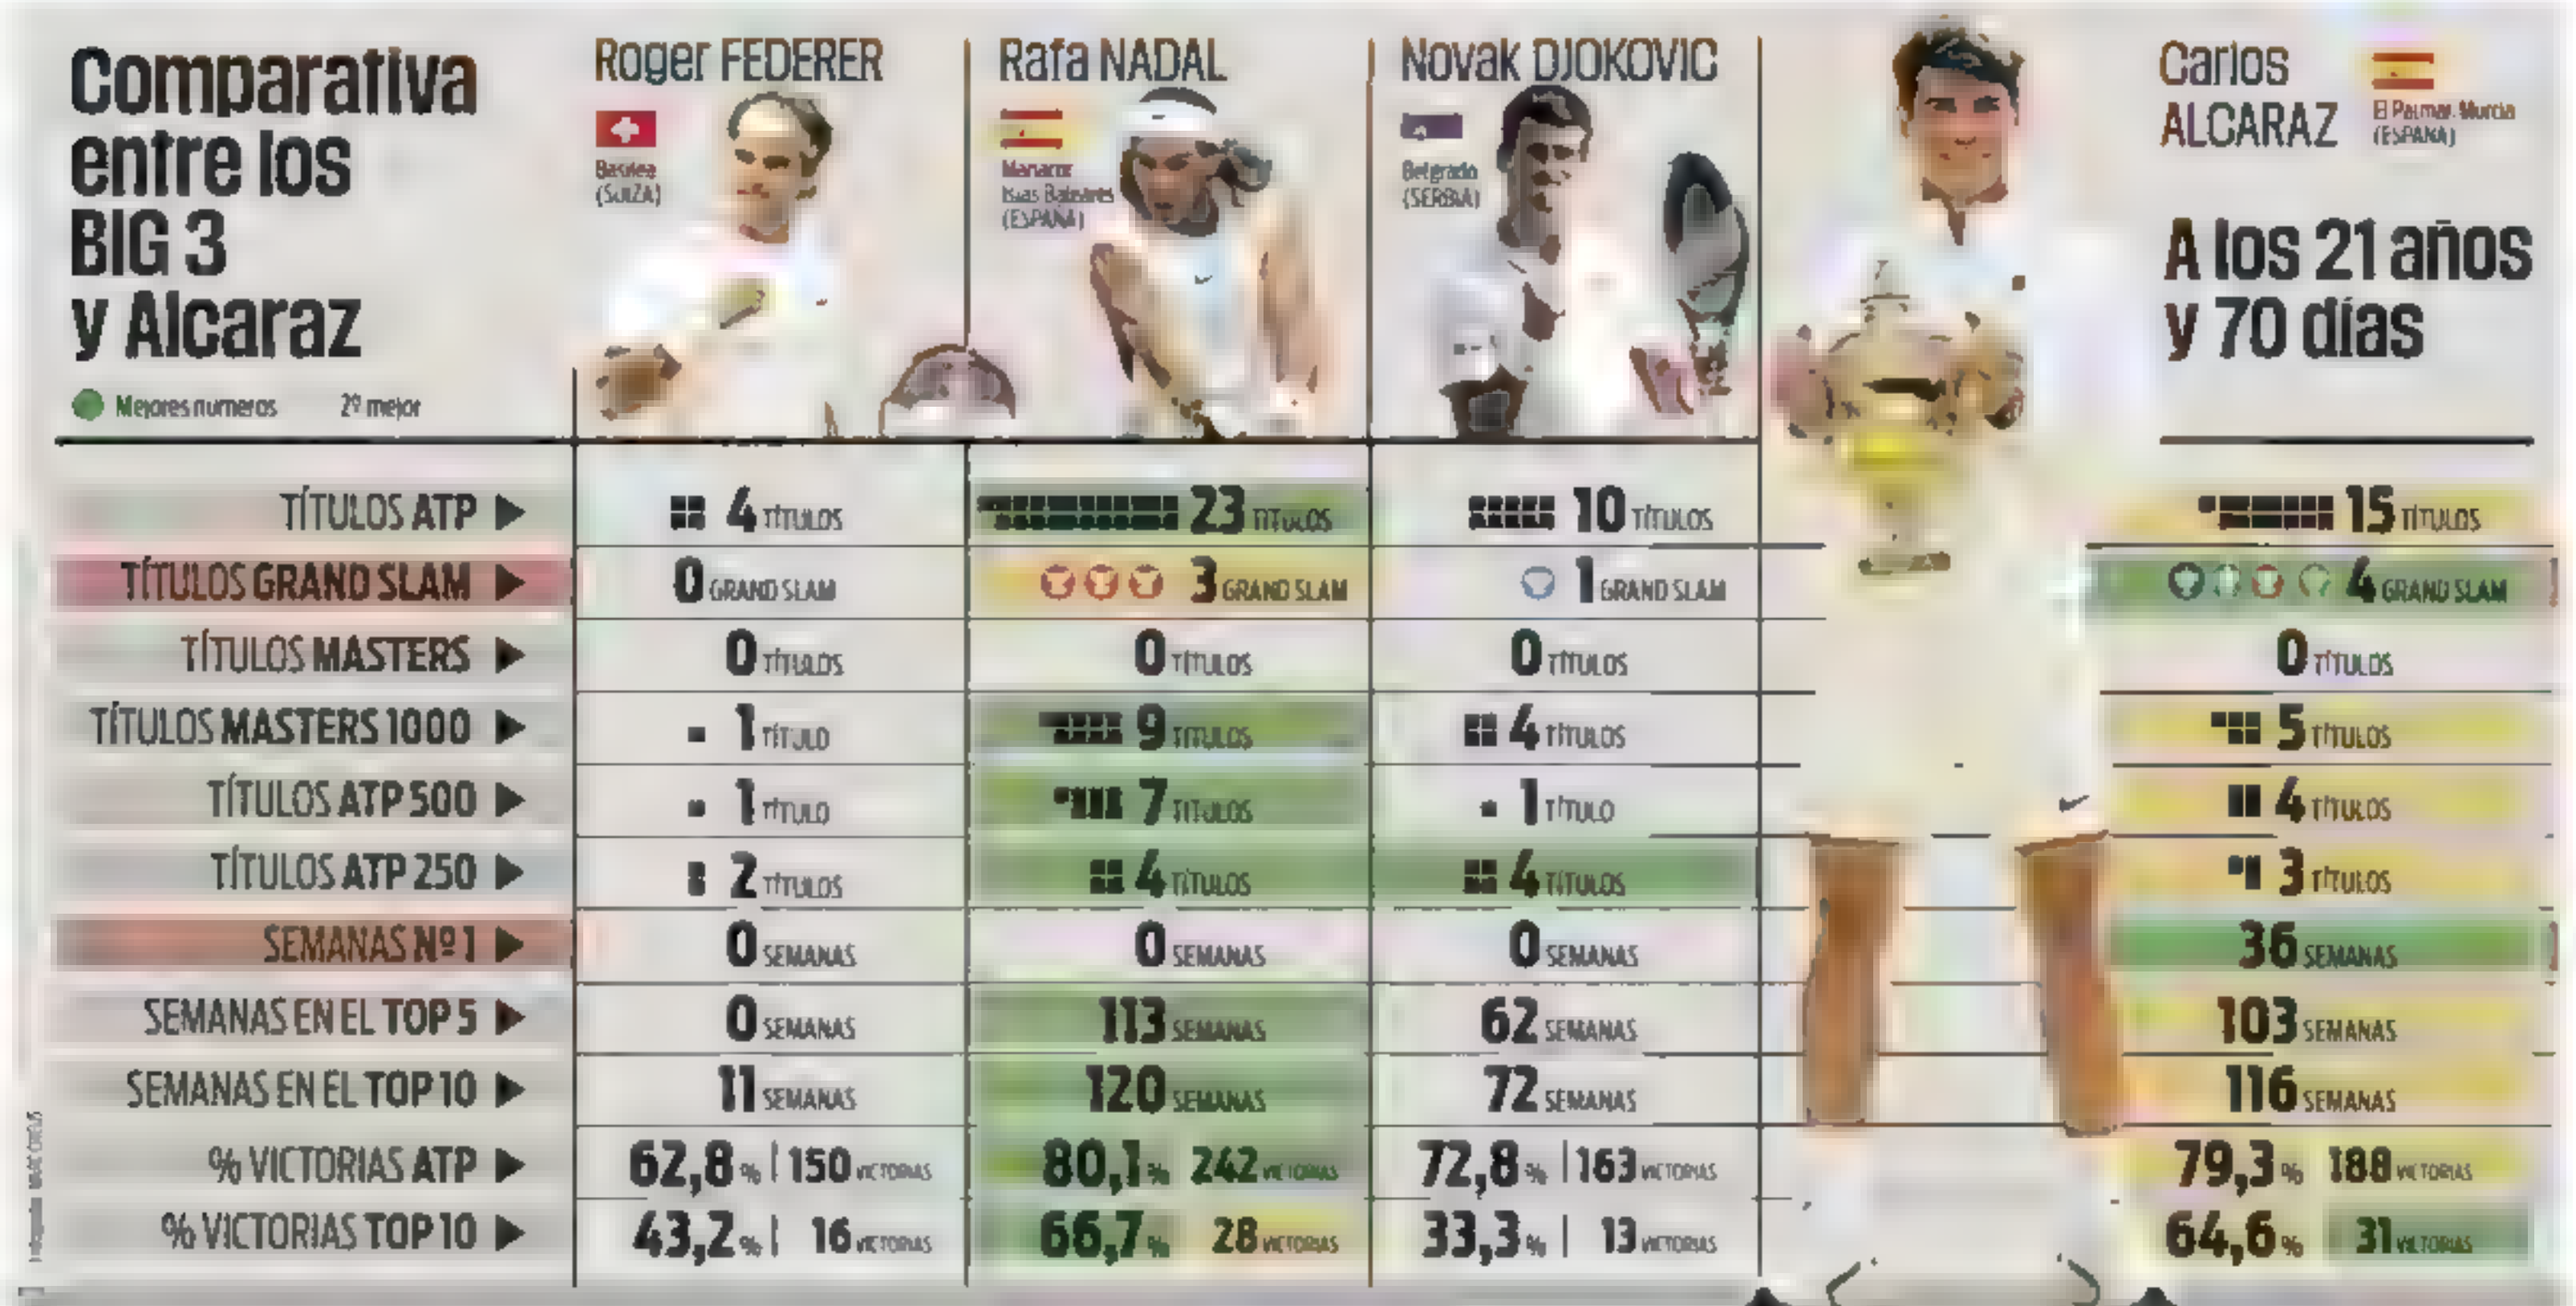 Comparativa
entre los
BIG 3
y Alcaraz
Mejores numeros 2º mejor
Roger FEDERER
Basilea
(SUIZA)
Rafa NADAL
Manacor
Islas Baleares
(ESPAÑA)
Novak DJOKOVIC
Belgrado
(SERBIA)
Carlos
ALCARAZ
El Palmar. Murcia
(ESPAÑA)
A los 21 años
y 70 días
TÍTULOS ATP 4 TÍTULOS 23 TÍTULOS 10 TÍTULOS 15 TÍTULOS
TÍTULOS GRAND SLAM 0 GRAND SLAM 3 GRAND SLAM 1 GRAND SLAM 4 GRAND SLAM
TÍTULOS MASTERS 0 TÍTULOS 0 TÍTULOS 0 TÍTULOS 0 TÍTULOS
TÍTULOS MASTERS 1000 1 TÍTULO 9 TÍTULOS 4 TÍTULOS 5 TÍTULOS
TÍTULOS ATP 500 1 TÍTULO 7 TÍTULOS 1 TÍTULO 4 TÍTULOS
TÍTULOS ATP 250 2 TÍTULOS 4 TÍTULOS 4 TÍTULOS 3 TÍTULOS
SEMANAS Nº 1 0 SEMANAS 0 SEMANAS 0 SEMANAS 36 SEMANAS
SEMANAS EN EL TOP 5 0 SEMANAS 113 SEMANAS 62 SEMANAS 103 SEMANAS
SEMANAS EN EL TOP 10 11 SEMANAS 120 SEMANAS 72 SEMANAS 116 SEMANAS
% VICTORIAS ATP 62,8% | 150 VICTORIAS 80,1% 242 VICTORIAS 72,8% | 163 VICTORIAS 79,3% 188 VICTORIAS
% VICTORIAS TOP 10 43,2% | 16 VICTORIAS 66,7% 28 VICTORIAS 33,3% | 13 VICTORIAS 64,6% 31 VICTORIAS